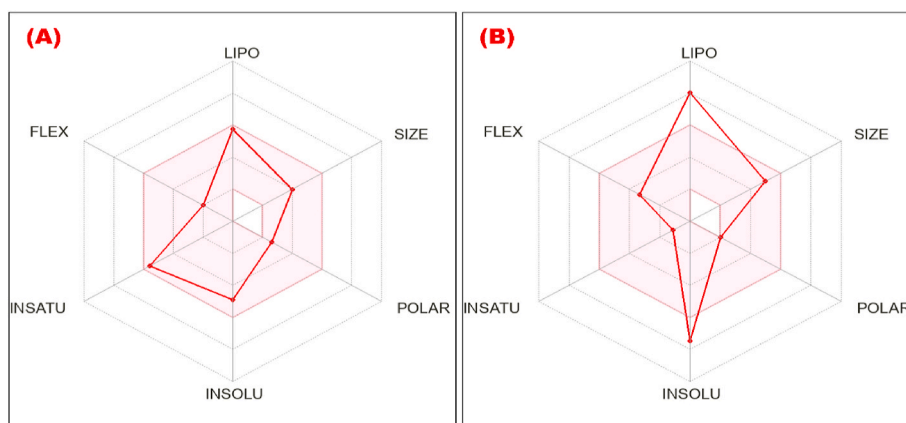 (A)
LIPO
FLEX
SIZE
INSATU
POLAR
INSOLU
(B)
LIPO
FLEX
SIZE
INSATU
POLAR
INSOLU